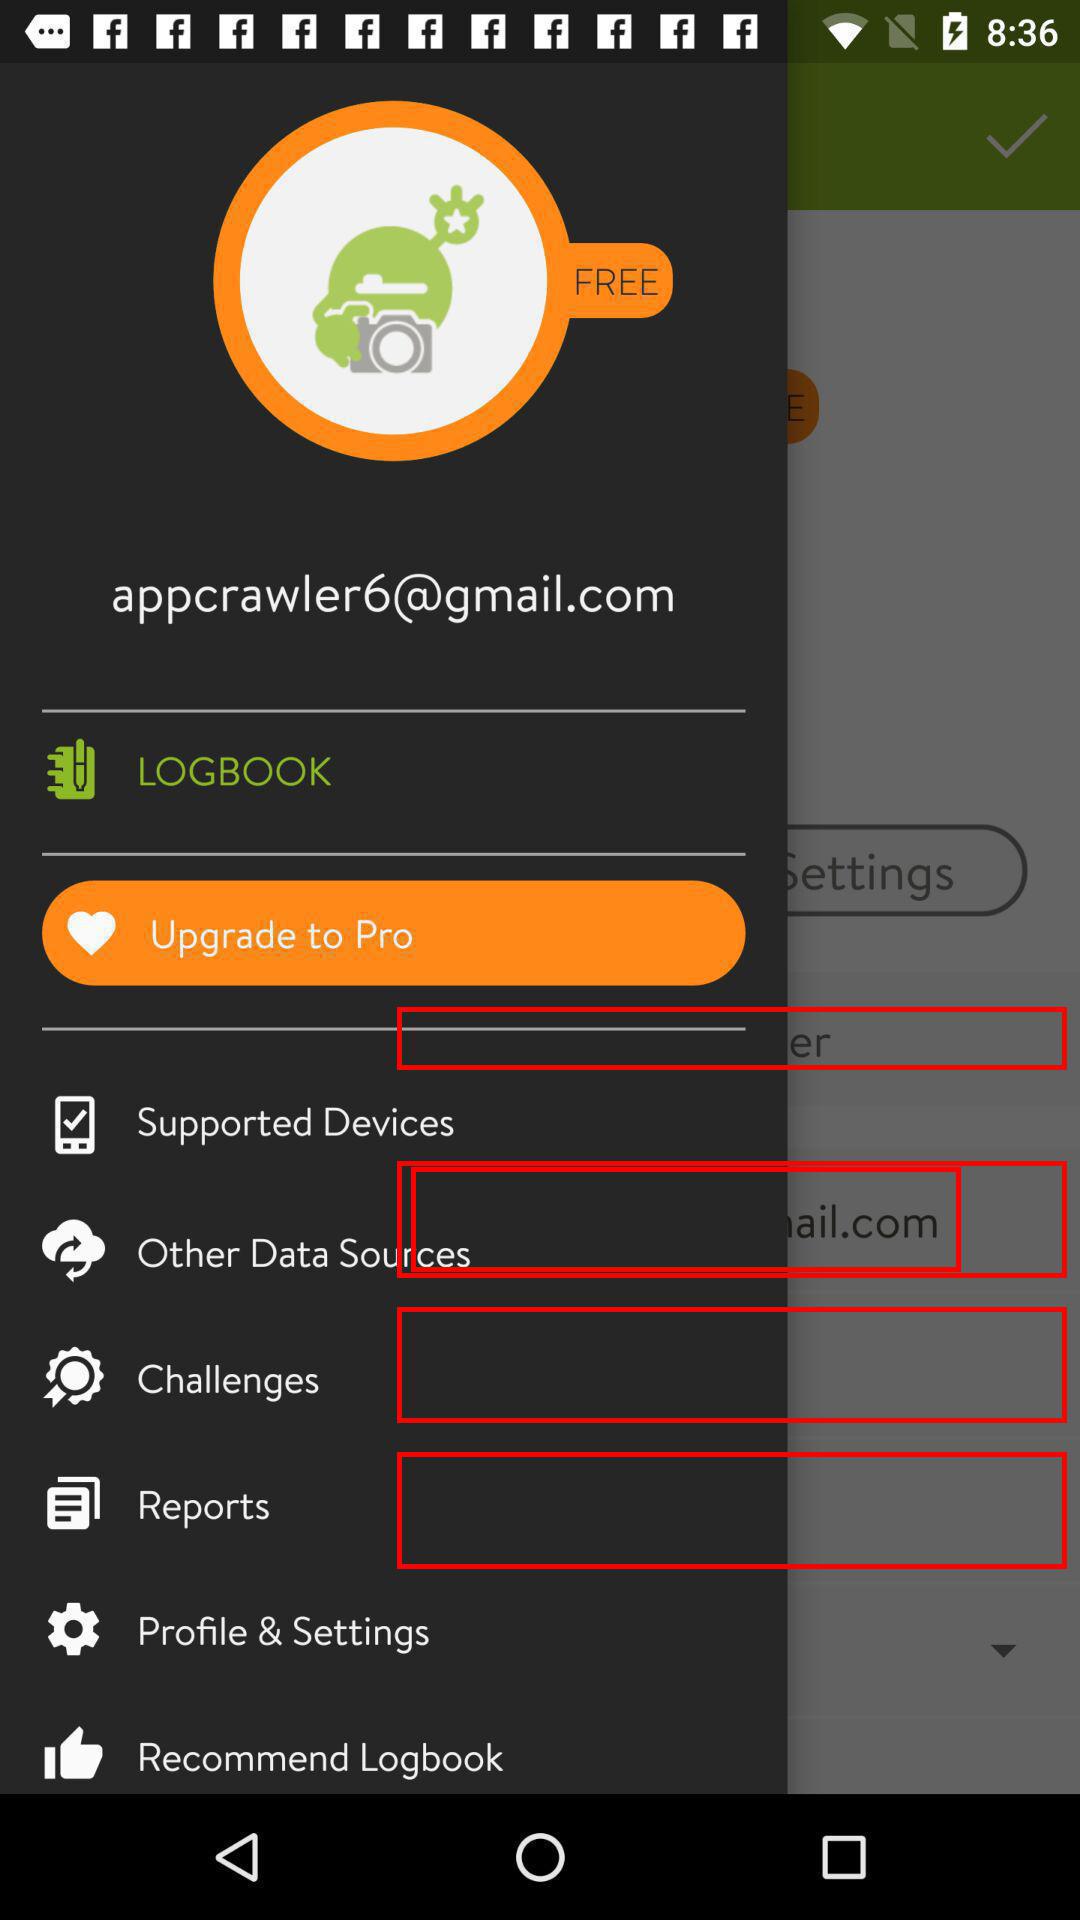 8:36
FREE
E
appcrawler6@gmail.com
LOGBOOK
Settings
Upgrade to Pro
er
Supported Devices
ail.com
Other Data Sources
Challenges
Reports
Profile & Settings
Recommend Logbook